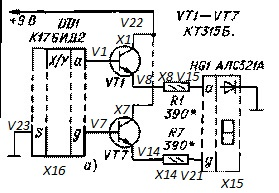 +9 В
V22
VT1-VT7
КТ315Б.
DD1
К176ИД2
X1
V1
X/Y
a
a
HG1 АЛС321А
VT1
V8
X8
V15
R1
390*
X7
V23
S
g
V7
R7
390*
g
а)
VT7
V14
X14
V21
X16
X15